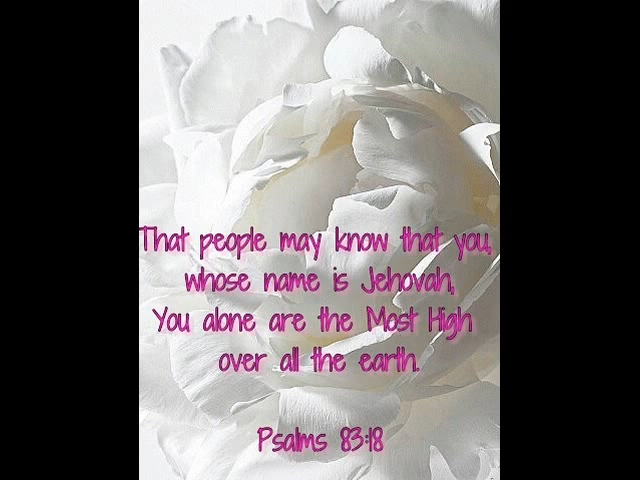 That people may know that you,
whose name is Jehovah,
You alone are the Most High
over all the earth.
Psalms 83:18